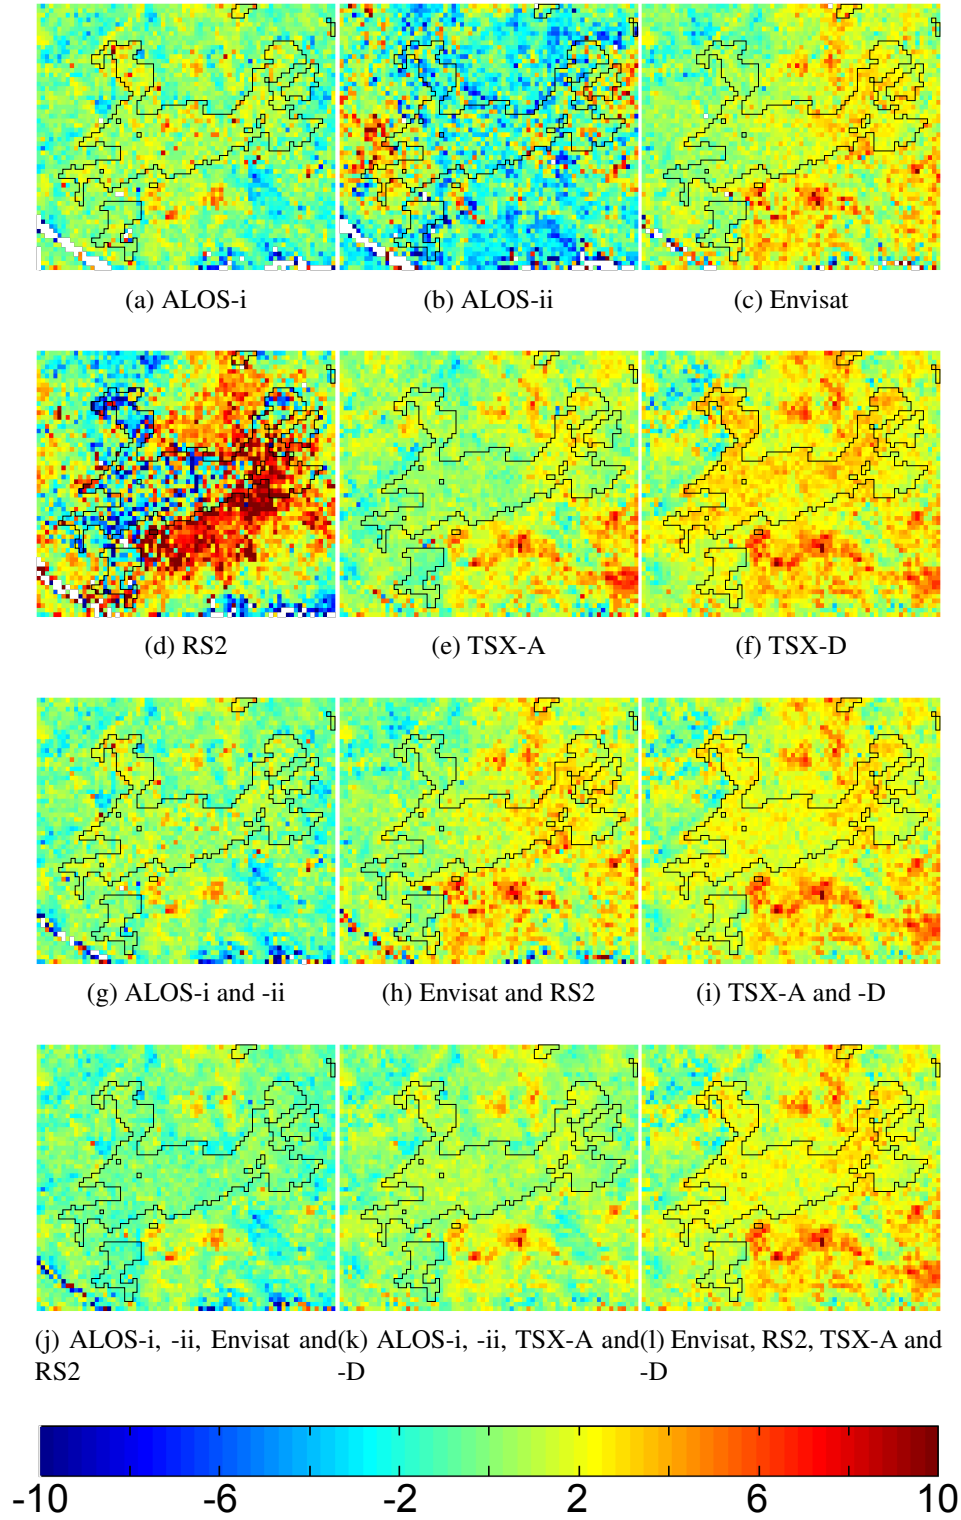 (a) ALOS-i
(b) ALOS-ii
(c) Envisat
(d) RS2
(e) TSX-A
(f) TSX-D
(g) ALOS-i and -ii
(h) Envisat and RS2
(i) TSX-A and -D
(j) ALOS-i, -ii, Envisat and
RS2
(k) ALOS-i, -ii, TSX-A and
-D
(l) Envisat, RS2, TSX-A and
-D
-10 -6 -2 2 6 10